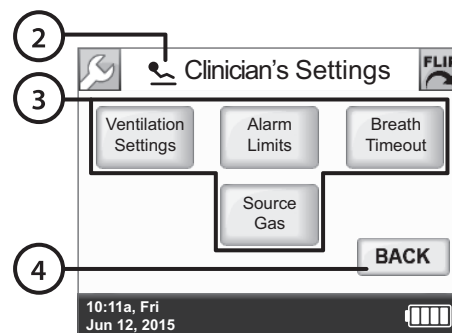 2
Clinician's Settings
FLIP
3
Ventilation
Settings
Alarm
Limits
Breath
Timeout
Source
Gas
4
BACK
10:11a, Fri
Jun 12, 2015